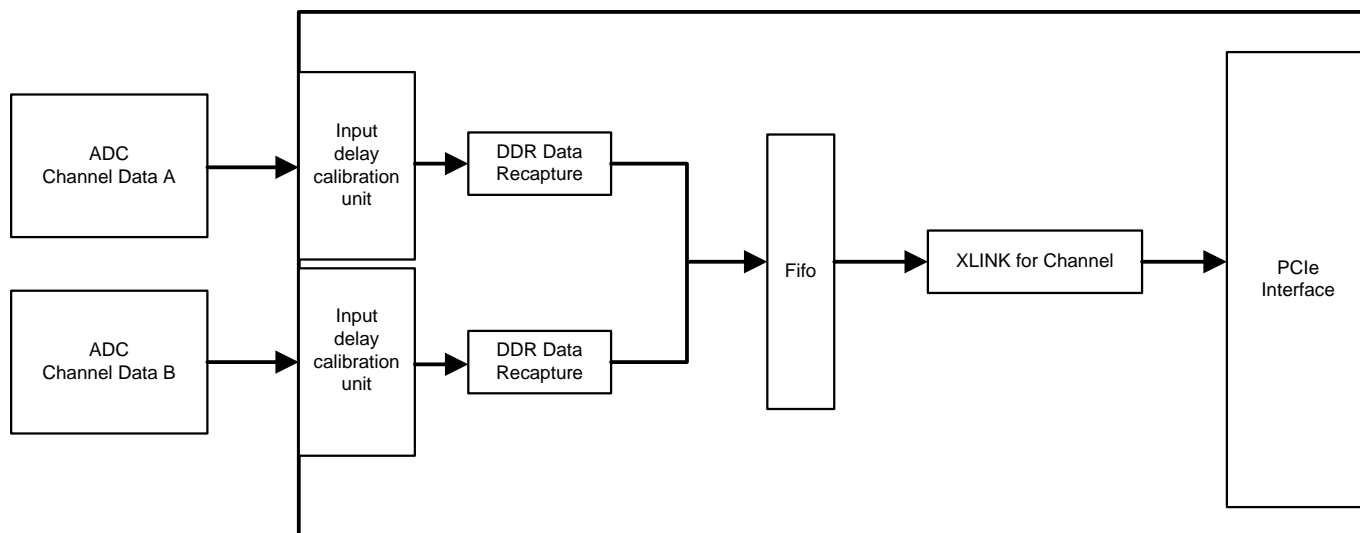 ADC
Channel Data A
Input
delay
calibration
unit
DDR Data
Recapture
ADC
Channel Data B
Input
delay
calibration
unit
DDR Data
Recapture
Fifo
XLINK for Channel
PCIe
Interface